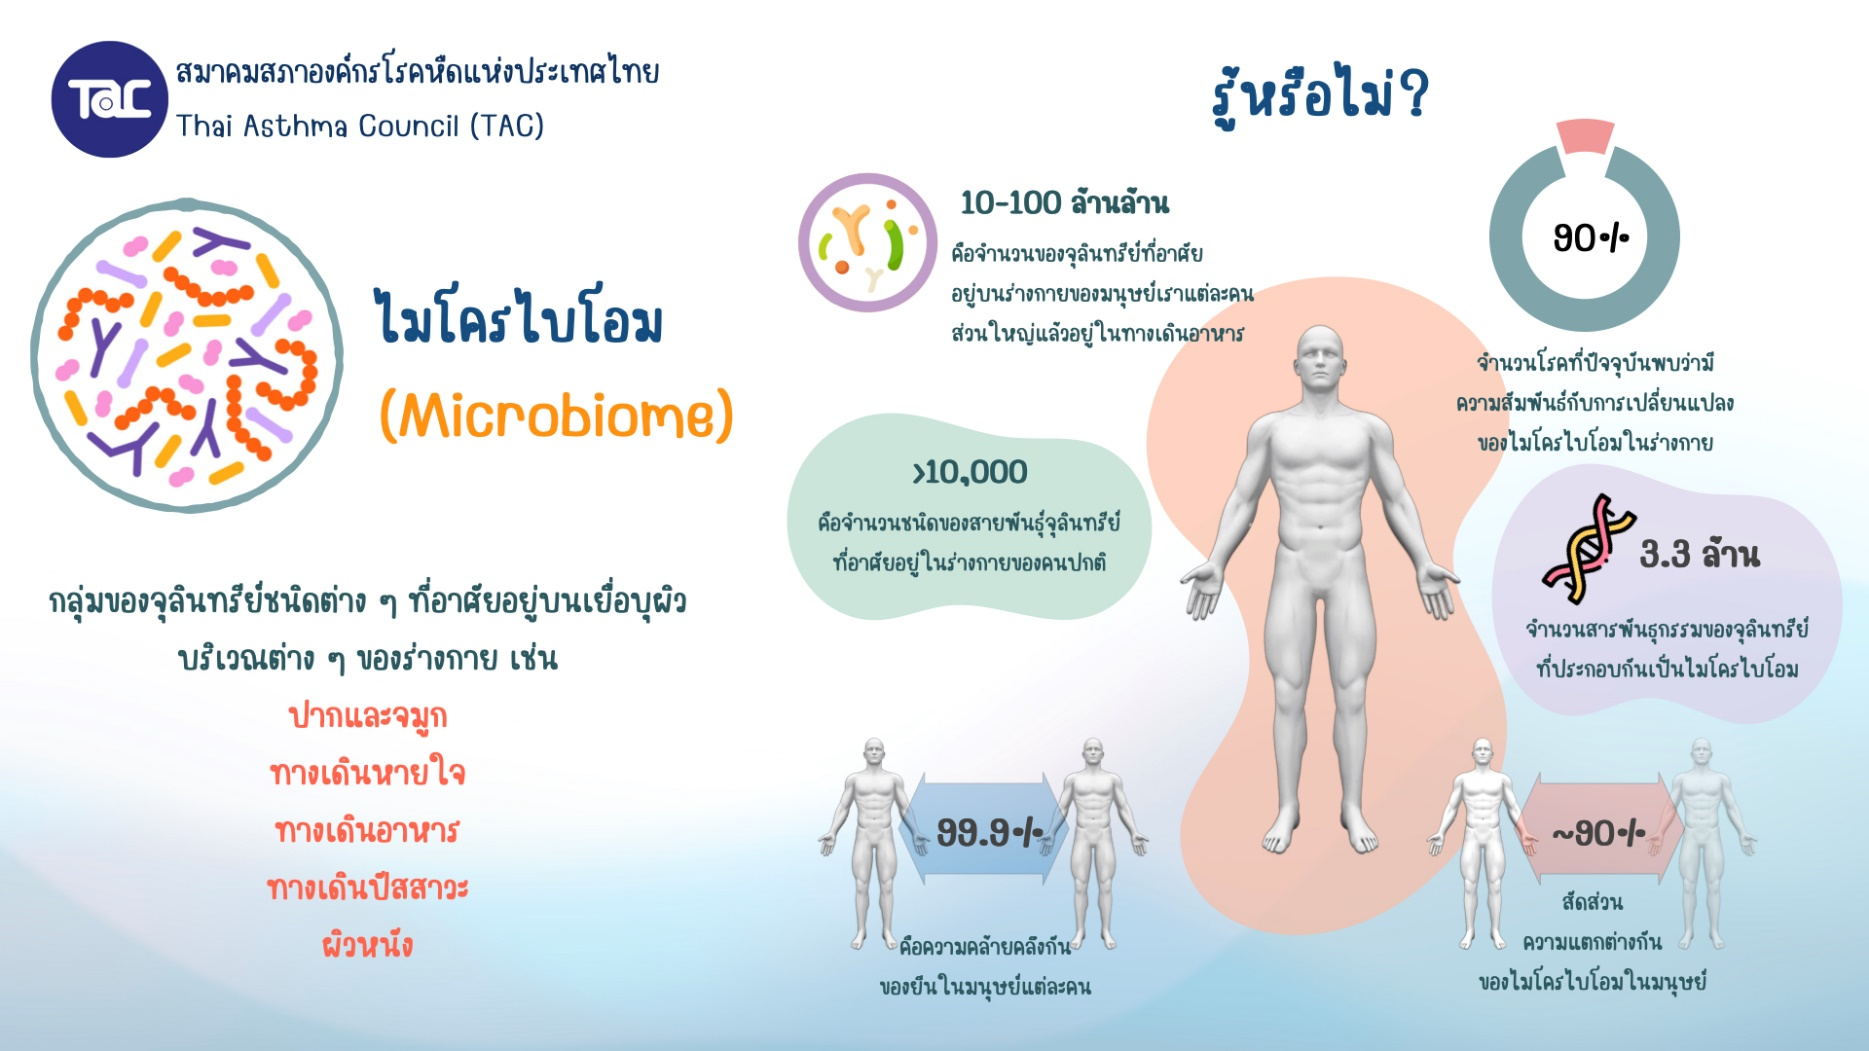 TaC
สมาคมสภาองค์กรโรคหืดแห่งประเทศไทย
Thai Asthma Council (TAC)
ไมโครไบโอม
(Microbiome)
กลุ่มของจุลินทรีย์ชนิดต่าง ๆ ที่อาศัยอยู่บนเยื่อบุผิว
บริเวณต่าง ๆ ของร่างกาย เช่น
ปากและจมูก
ทางเดินหายใจ
ทางเดินอาหาร
ทางเดินปัสสาวะ
ผิวหนัง
รู้หรือไม่?
10-100 ล้านล้าน
คือจำนวนของจุลินทรีย์ที่อาศัย
อยู่บนร่างกายของมนุษย์เราแต่ละคน
ส่วนใหญ่แล้วอยู่ในทางเดินอาหาร
90%
จำนวนโรคที่ปัจจุบันพบว่ามี
ความสัมพันธ์กับการเปลี่ยนแปลง
ของไมโครไบโอมในร่างกาย
>10,000
คือจำนวนชนิดของสายพันธุ์จุลินทรีย์
ที่อาศัยอยู่ในร่างกายของคนปกติ
3.3 ล้าน
จำนวนสารพันธุกรรมของจุลินทรีย์
ที่ประกอบกันเป็นไมโครไบโอม
99.9%
คือความคล้ายคลึงกัน
ของยีนในมนุษย์แต่ละคน
~90%
สัดส่วน
ความแตกต่างกัน
ของไมโครไบโอมในมนุษย์